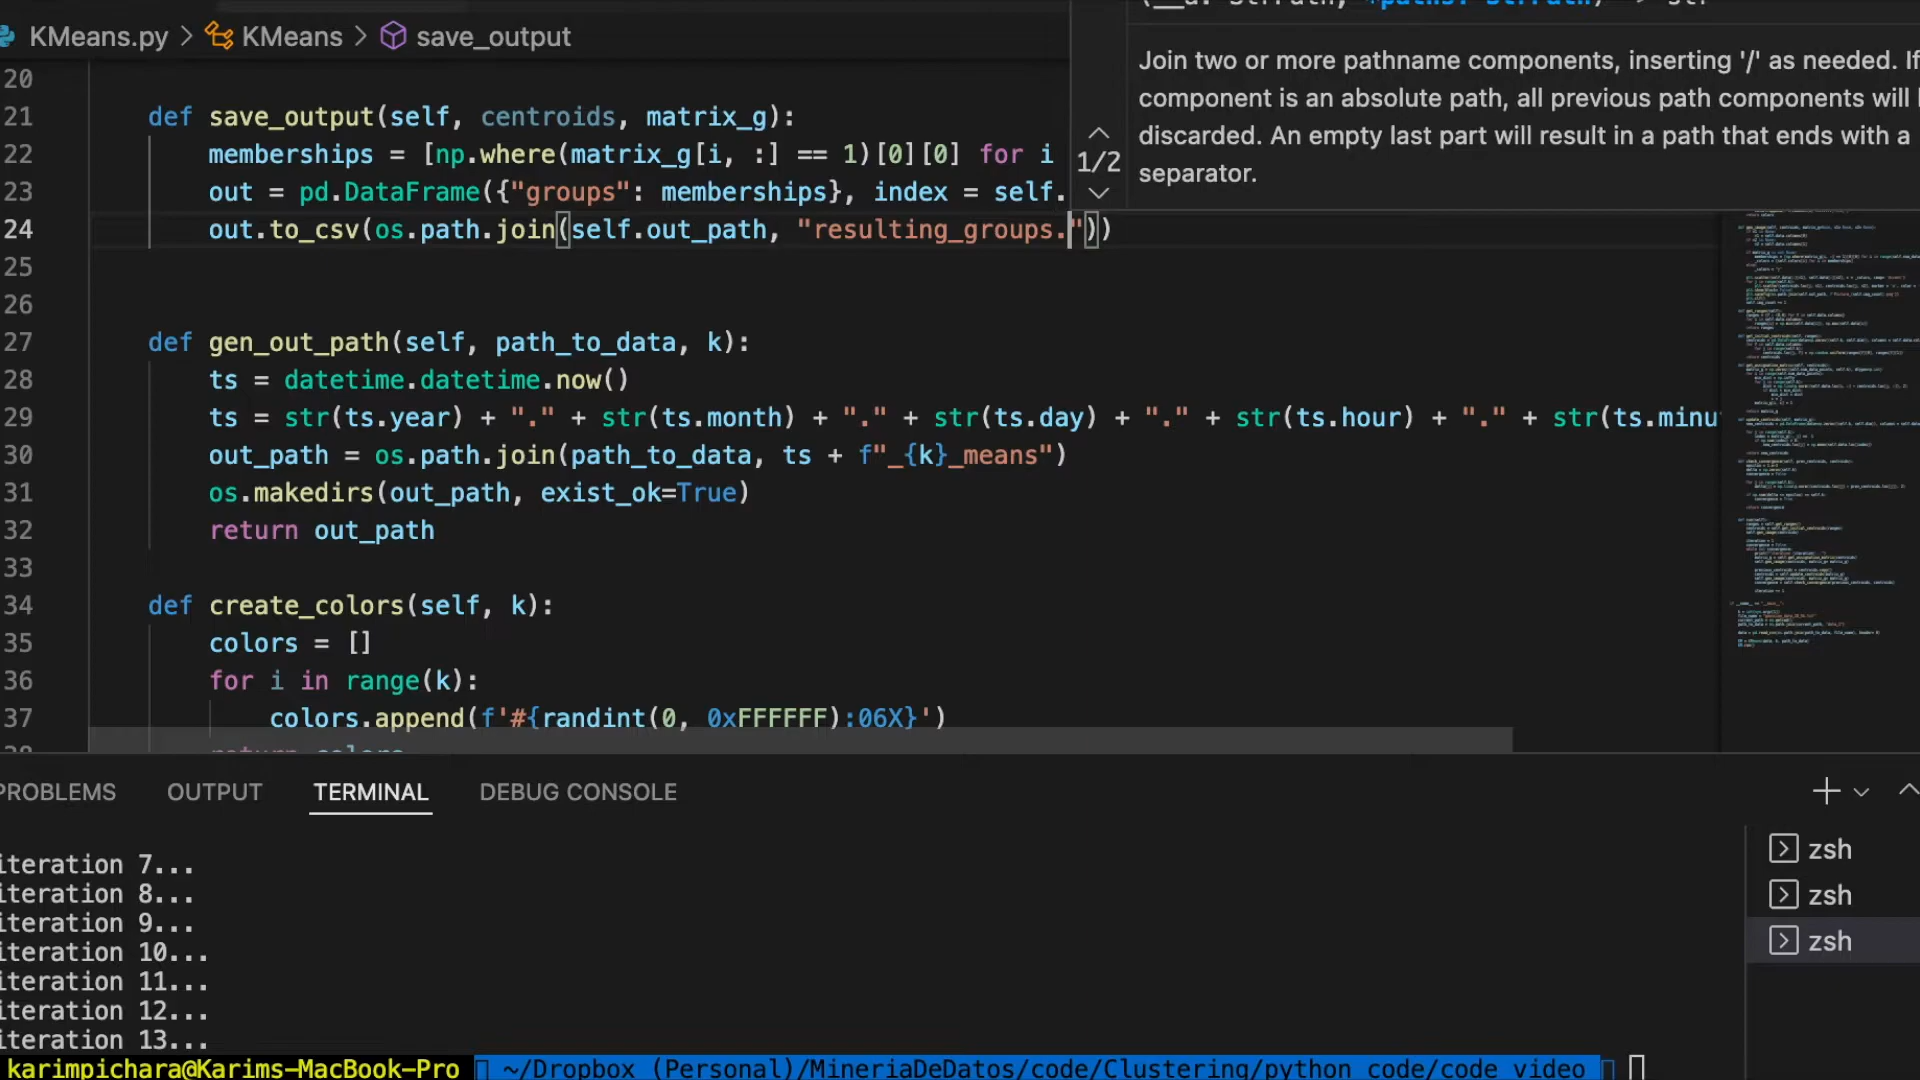 KMeans.py > KMeans > save_output
Join two or more pathname components, inserting '/' as needed. If
component is an absolute path, all previous path components will
discarded. An empty last part will result in a path that ends with a
separator.
1/2
20
21 def save_output(self, centroids, matrix_g):
22 memberships = [np.where(matrix_g[i, :] == 1)[0][0] for i
23 out = pd.DataFrame({"groups": memberships}, index = self.
24 out.to_csv(os.path.join(self.out_path, "resulting_groups."))
25
26
27 def gen_out_path(self, path_to_data, k):
28 ts = datetime.datetime.now()
29 ts = str(ts.year) + "." + str(ts.month) + "." + str(ts.day) + "." + str(ts.hour) + "." + str(ts.minu
30 out_path = os.path.join(path_to_data, ts + f"_{k}_means")
31 os.makedirs(out_path, exist_ok=True)
32 return out_path
33
34 def create_colors(self, k):
35 colors = []
36 for i in range(k):
37 colors.append(f'#{randint(0, 0xFFFFFF):06X}')
PROBLEMS OUTPUT TERMINAL DEBUG CONSOLE
iteration 7...
iteration 8...
iteration 9...
iteration 10...
iteration 11...
iteration 12...
iteration 13...
karimpichara@Karims-MacBook-Pro ~/Dropbox (Personal)/MineriaDeDatos/code/Clustering/python_code/code_video
zsh
zsh
zsh